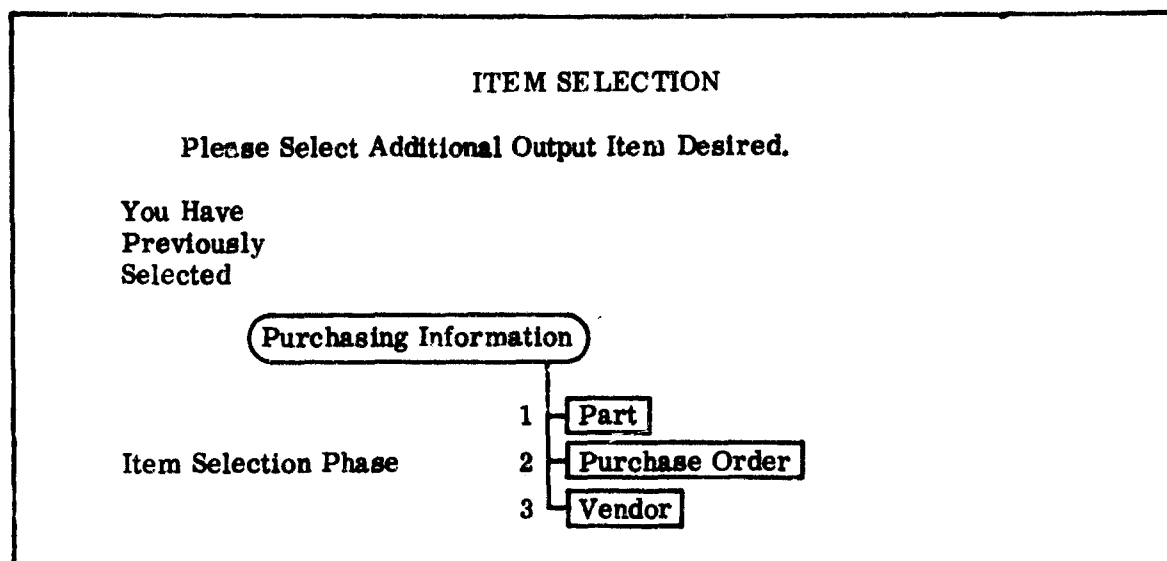 ITEM SELECTION
Please Select Additional Output Item Desired.
You Have
Previously
Selected
Purchasing Information
1 Part
Item Selection Phase 2 Purchase Order
3 Vendor